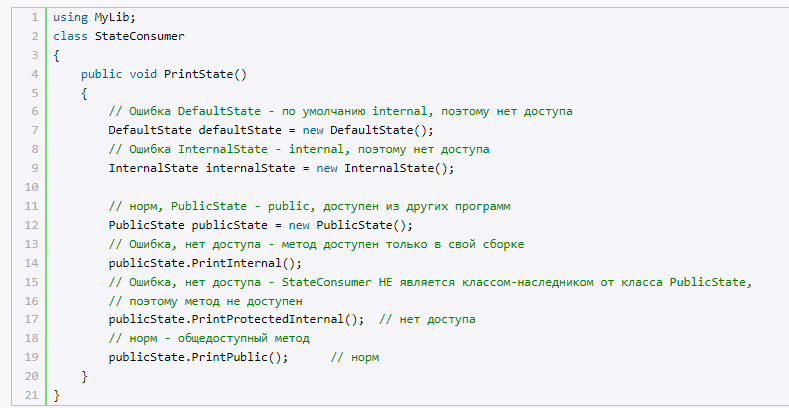 1 using MyLib;
2 class StateConsumer
3 {
4     public void PrintState()
5     {
6         // Ошибка DefaultState - по умолчанию internal, поэтому нет доступа
7         DefaultState defaultState = new DefaultState();
8         // Ошибка InternalState - internal, поэтому нет доступа
9         InternalState internalState = new InternalState();
10
11         // норм, PublicState - public, доступен из других программ
12         PublicState publicState = new PublicState();
13         // Ошибка, нет доступа - метод доступен только в свой сборке
14         publicState.PrintInternal();
15         // Ошибка, нет доступа - StateConsumer НЕ является классом-наследником от класса PublicState,
16         // поэтому метод не доступен
17         publicState.PrintProtectedInternal();  // нет доступа
18         // норм - общедоступный метод
19         publicState.PrintPublic();      // норм
20     }
21 }